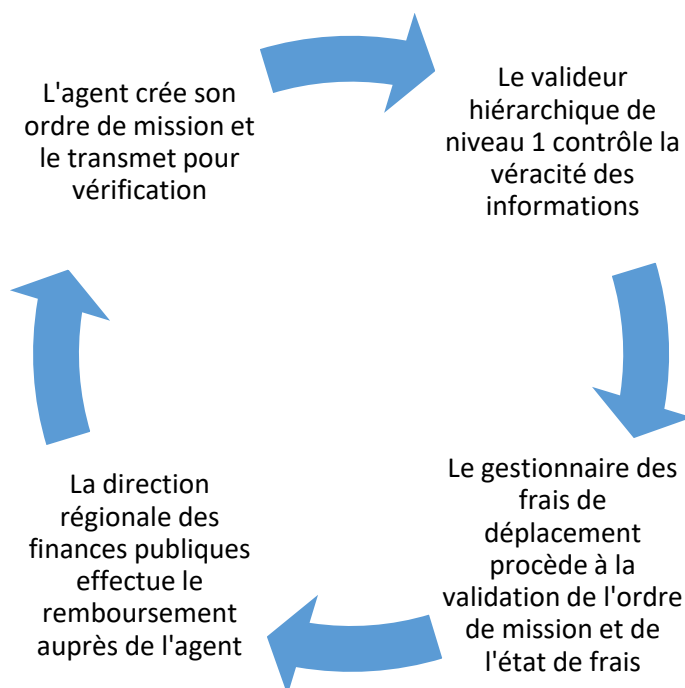 L'agent crée son
ordre de mission et
le transmet pour
vérification
Le valideur
hiérarchique de
niveau 1 contrôle la
véracité des
informations
Le gestionnaire des
frais de
déplacement
procède à la
validation de l'ordre
de mission et de
l'état de frais
La direction
régionale des
finances publiques
effectue le
remboursement
auprès de l'agent